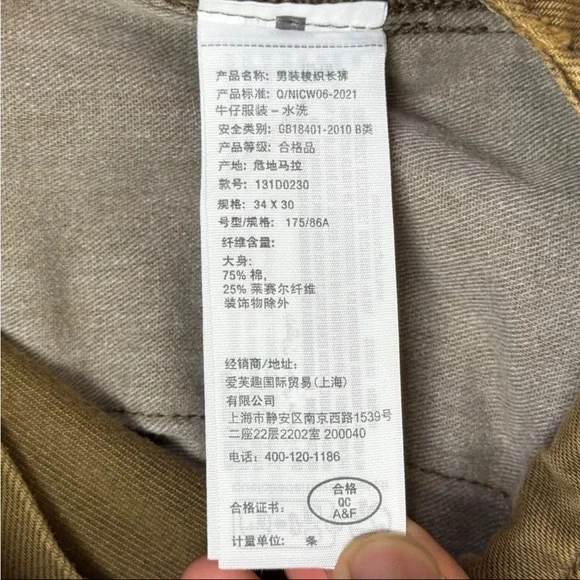 产品名称: 男装梭织长裤
产品标准: Q/NICW06-2021
牛仔服装 – 水洗
安全类别: GB18401-2010 B类
产品等级: 合格品
产地: 危地马拉
款号: 131D0230
规格: 34 X 30
号型/规格: 175/86A
纤维含量:
大身:
75% 棉,
25% 莱赛尔纤维
装饰物除外
经销商/地址:
爱芙趣国际贸易(上海)
有限公司
上海市静安区南京西路1539号
二座22层2202室 200040
电话: 400-120-1186
合格证书: 合格
QC
A&F
计量单位: 条